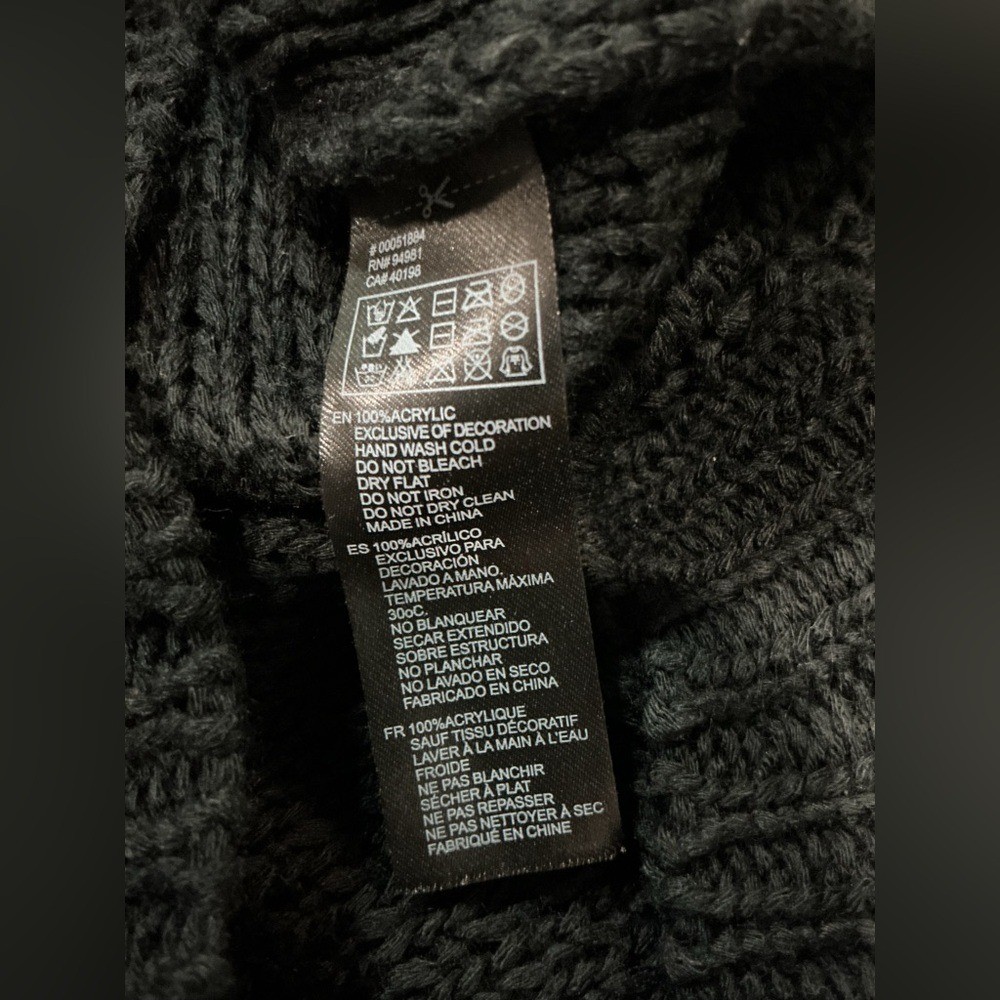 # 00051884
RN# 94981
CA# 40198
EN 100%ACRYLIC
EXCLUSIVE OF DECORATION
HAND WASH COLD
DO NOT BLEACH
DRY FLAT
DO NOT IRON
DO NOT DRY CLEAN
MADE IN CHINA
ES 100%ACRÍLICO
EXCLUSIVO PARA
DECORACIÓN
LAVADO A MANO.
TEMPERATURA MÁXIMA
30oC.
NO BLANQUEAR
SECAR EXTENDIDO
SOBRE ESTRUCTURA
NO PLANCHAR
NO LAVADO EN SECO
FABRICADO EN CHINA
FR 100%ACRYLIQUE
SAUF TISSU DÉCORATIF
LAVER À LA MAIN À L'EAU
FROIDE
NE PAS BLANCHIR
SÈCHER À PLAT
NE PAS REPASSER
NE PAS NETTOYER À SEC
FABRIQUÉ EN CHINE